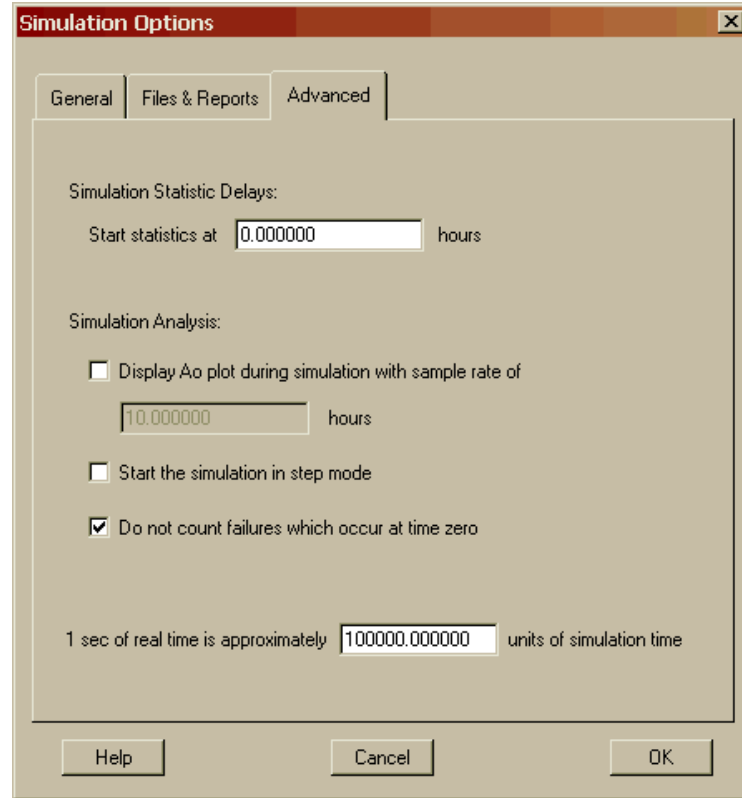 Simulation Options
General Files & Reports Advanced
Simulation Statistic Delays:
Start statistics at 0.000000 hours
Simulation Analysis:
Display Ao plot during simulation with sample rate of
10.000000 hours
Start the simulation in step mode
Do not count failures which occur at time zero
1 sec of real time is approximately 100000.000000 units of simulation time
Help Cancel OK